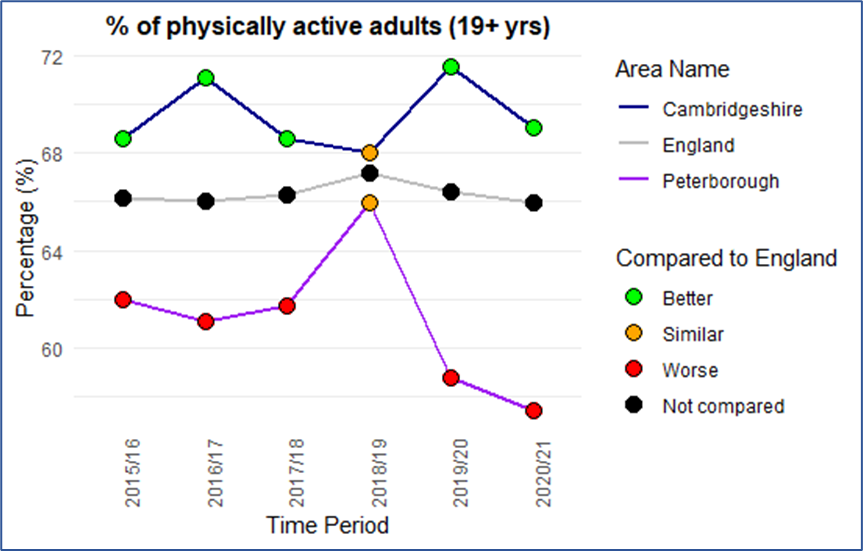 % of physically active adults (19+ yrs)
72
68
64
60
Percentage (%)
2015/16
2016/17
2017/18
2018/19
2019/20
2020/21
Time Period
Area Name
Cambridgeshire
England
Peterborough
Compared to England
Better
Similar
Worse
Not compared